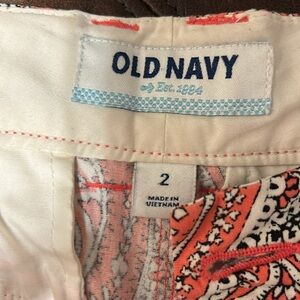 OLD NAVY
Est. 1994
2
MADE IN
VIETNAM